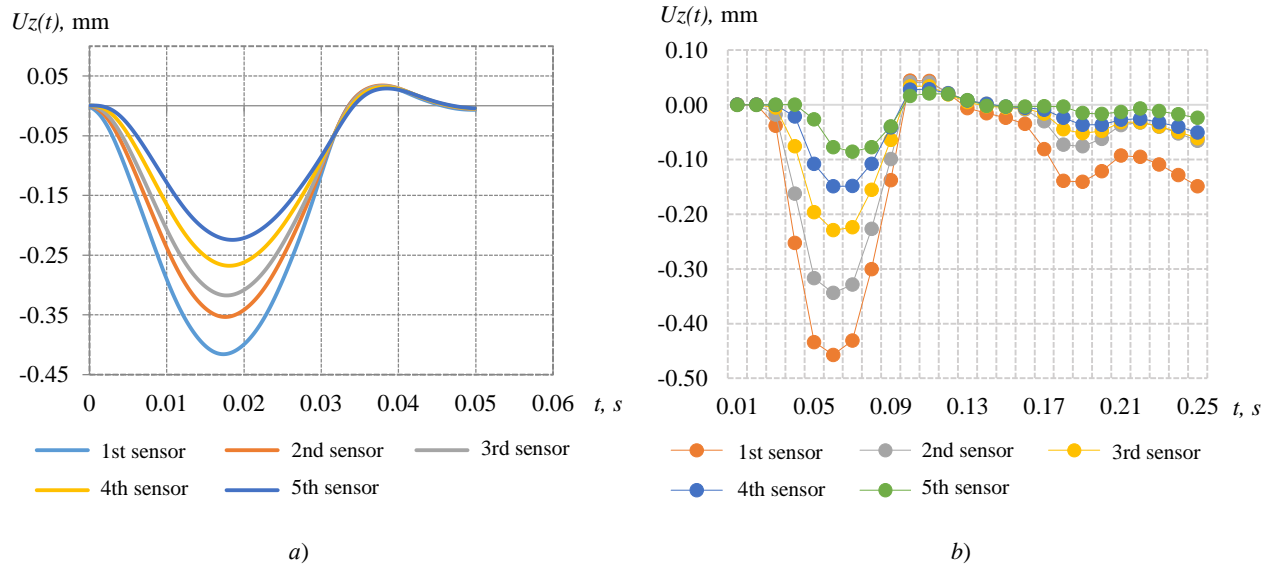 Uz(t), mm
0.05
-0.05
-0.15
-0.25
-0.35
-0.45
0 0.01 0.02 0.03 0.04 0.05 0.06 t, s
1st sensor 2nd sensor 3rd sensor
4th sensor 5th sensor
a)
Uz(t), mm
0.10
0.00
-0.10
-0.20
-0.30
-0.40
-0.50
0.01 0.05 0.09 0.13 0.17 0.21 0.25 t, s
1st sensor 2nd sensor 3rd sensor
4th sensor 5th sensor
b)